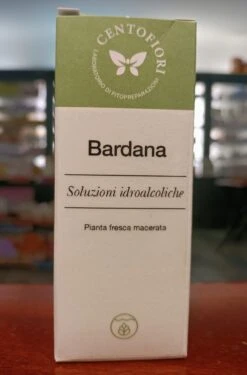 CENTOFIORI
LABORATORIO DI FITOPREPARAZIONI
Bardana
Soluzioni idroalcoliche
Pianta fresca macerata